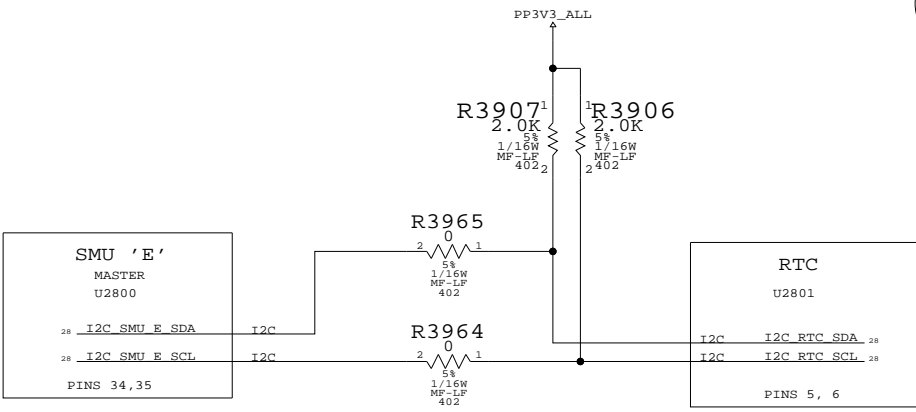 PP3V3_ALL
R3907 1
2.0K
5%
1/16W
MF-LF
402
2
1 R3906
2.0K
5%
1/16W
MF-LF
402
2
R3965
0
2 1
5%
1/16W
MF-LF
402
SMU 'E'
MASTER
U2800
28 I2C_SMU_E_SDA I2C
28 I2C_SMU_E_SCL I2C
PINS 34,35
R3964
0
2 1
5%
1/16W
MF-LF
402
RTC
U2801
I2C I2C_RTC_SDA 28
I2C I2C_RTC_SCL 28
PINS 5, 6